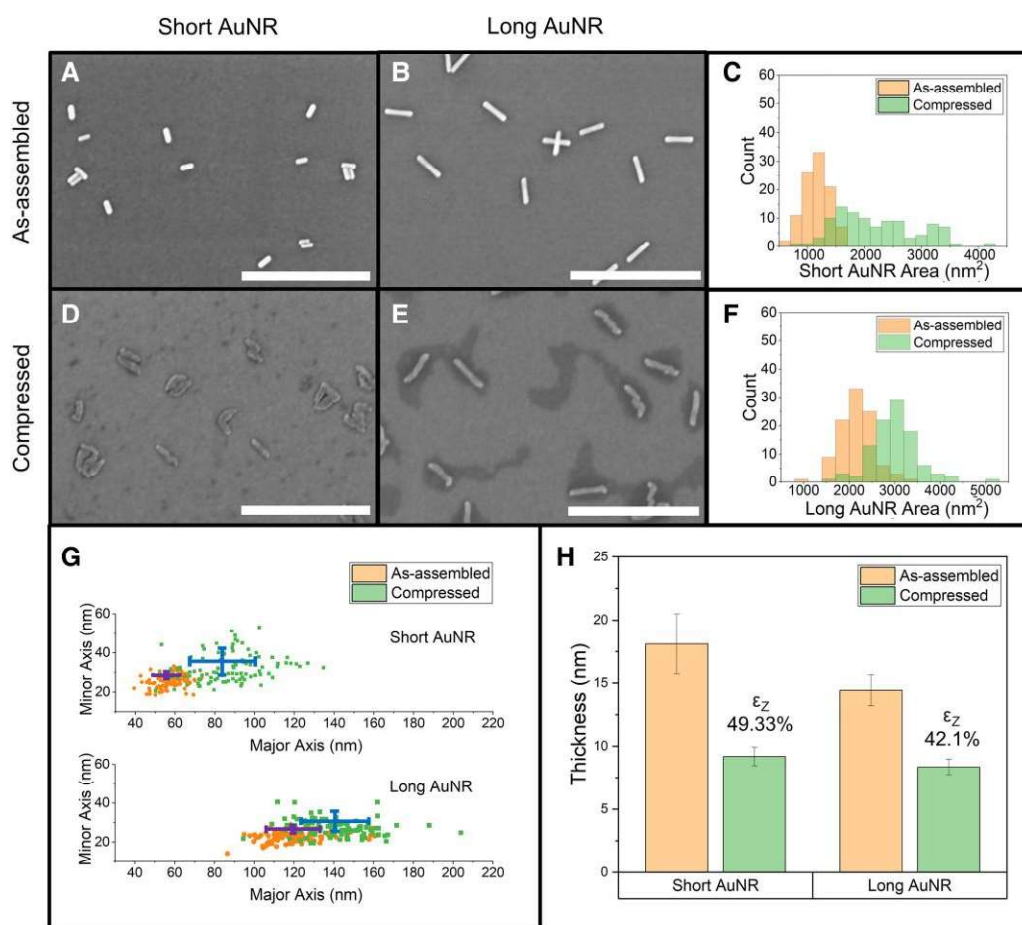 Short AuNR
Long AuNR
As-assembled
Compressed
A
B
C
As-assembled
Compressed
60
50
40
30
20
10
0
Count
1000 2000 3000 4000
Short AuNR Area (nm²)
D
E
F
As-assembled
Compressed
60
50
40
30
20
10
0
Count
1000 2000 3000 4000 5000
Long AuNR Area (nm²)
G
As-assembled
Compressed
60
40
20
Minor Axis (nm)
Short AuNR
40 60 80 100 120 140 160 180 200 220
Major Axis (nm)
60
40
20
Minor Axis (nm)
Long AuNR
40 60 80 100 120 140 160 180 200 220
Major Axis (nm)
H
As-assembled
Compressed
25
20
15
10
5
0
Thickness (nm)
εZ
49.33%
εZ
42.1%
Short AuNR
Long AuNR